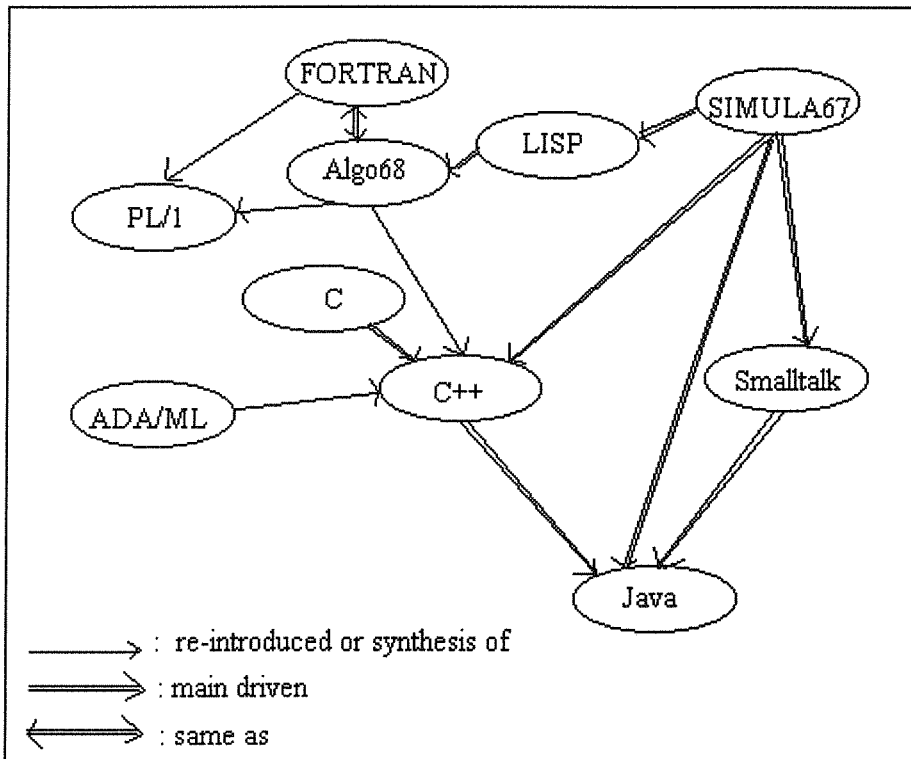 FORTRAN
SIMULA67
LISP
Algo68
PL/1
C
C++
Smalltalk
ADA/ML
Java
: re-introduced or synthesis of
: main driven
: same as